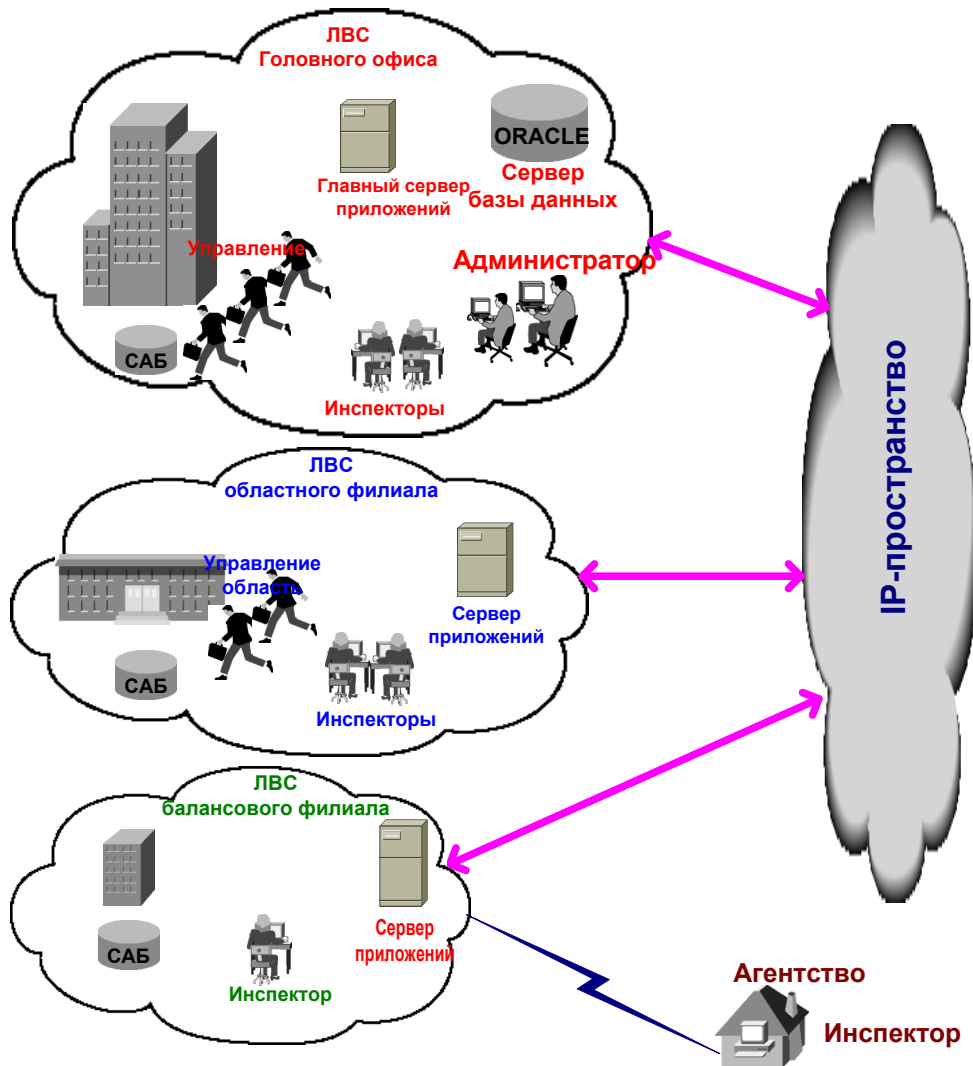 ЛВС
Головного офиса
ORACLE
Главный сервер
приложений
Сервер
базы данных
Управление
Администратор
САБ
Инспекторы
IP-пространство
ЛВС
областного филиала
Управление
область
Сервер
приложений
САБ
Инспекторы
ЛВС
балансового филиала
САБ
Сервер
приложений
Инспектор
Агентство
Инспектор